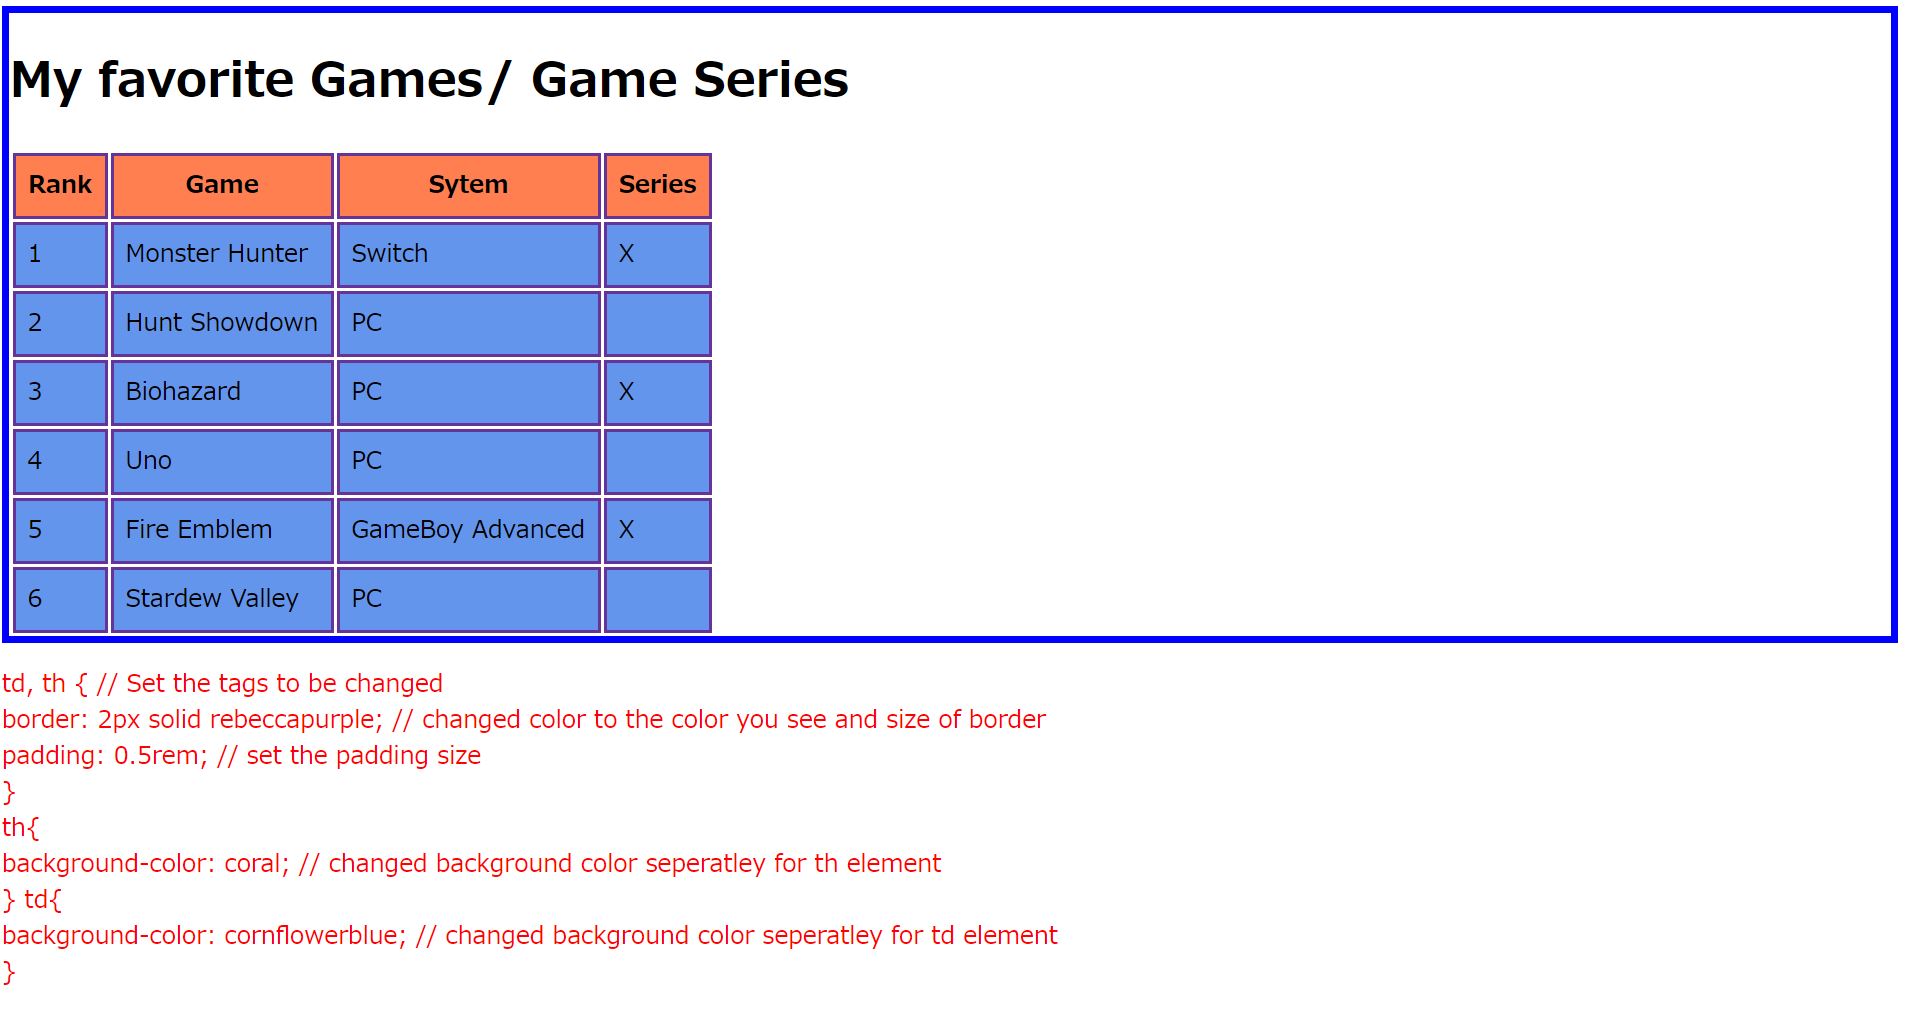 My favorite Games/ Game Series
Rank Game Sytem Series
1 Monster Hunter Switch X
2 Hunt Showdown PC
3 Biohazard PC X
4 Uno PC
5 Fire Emblem GameBoy Advanced X
6 Stardew Valley PC
td, th { // Set the tags to be changed
border: 2px solid rebeccapurple; // changed color to the color you see and size of border
padding: 0.5rem; // set the padding size
}
th{
background-color: coral; // changed background color seperatley for th element
} td{
background-color: cornflowerblue; // changed background color seperatley for td element
}